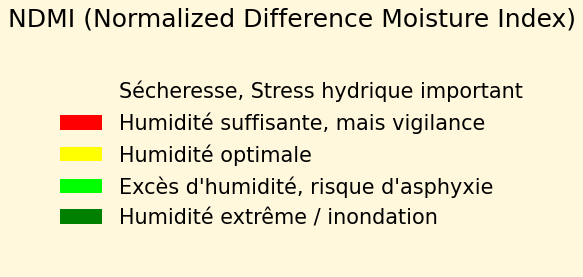 NDMI (Normalized Difference Moisture Index)
Sécheresse, Stress hydrique important
Humidité suffisante, mais vigilance
Humidité optimale
Excès d'humidité, risque d'asphyxie
Humidité extrême / inondation